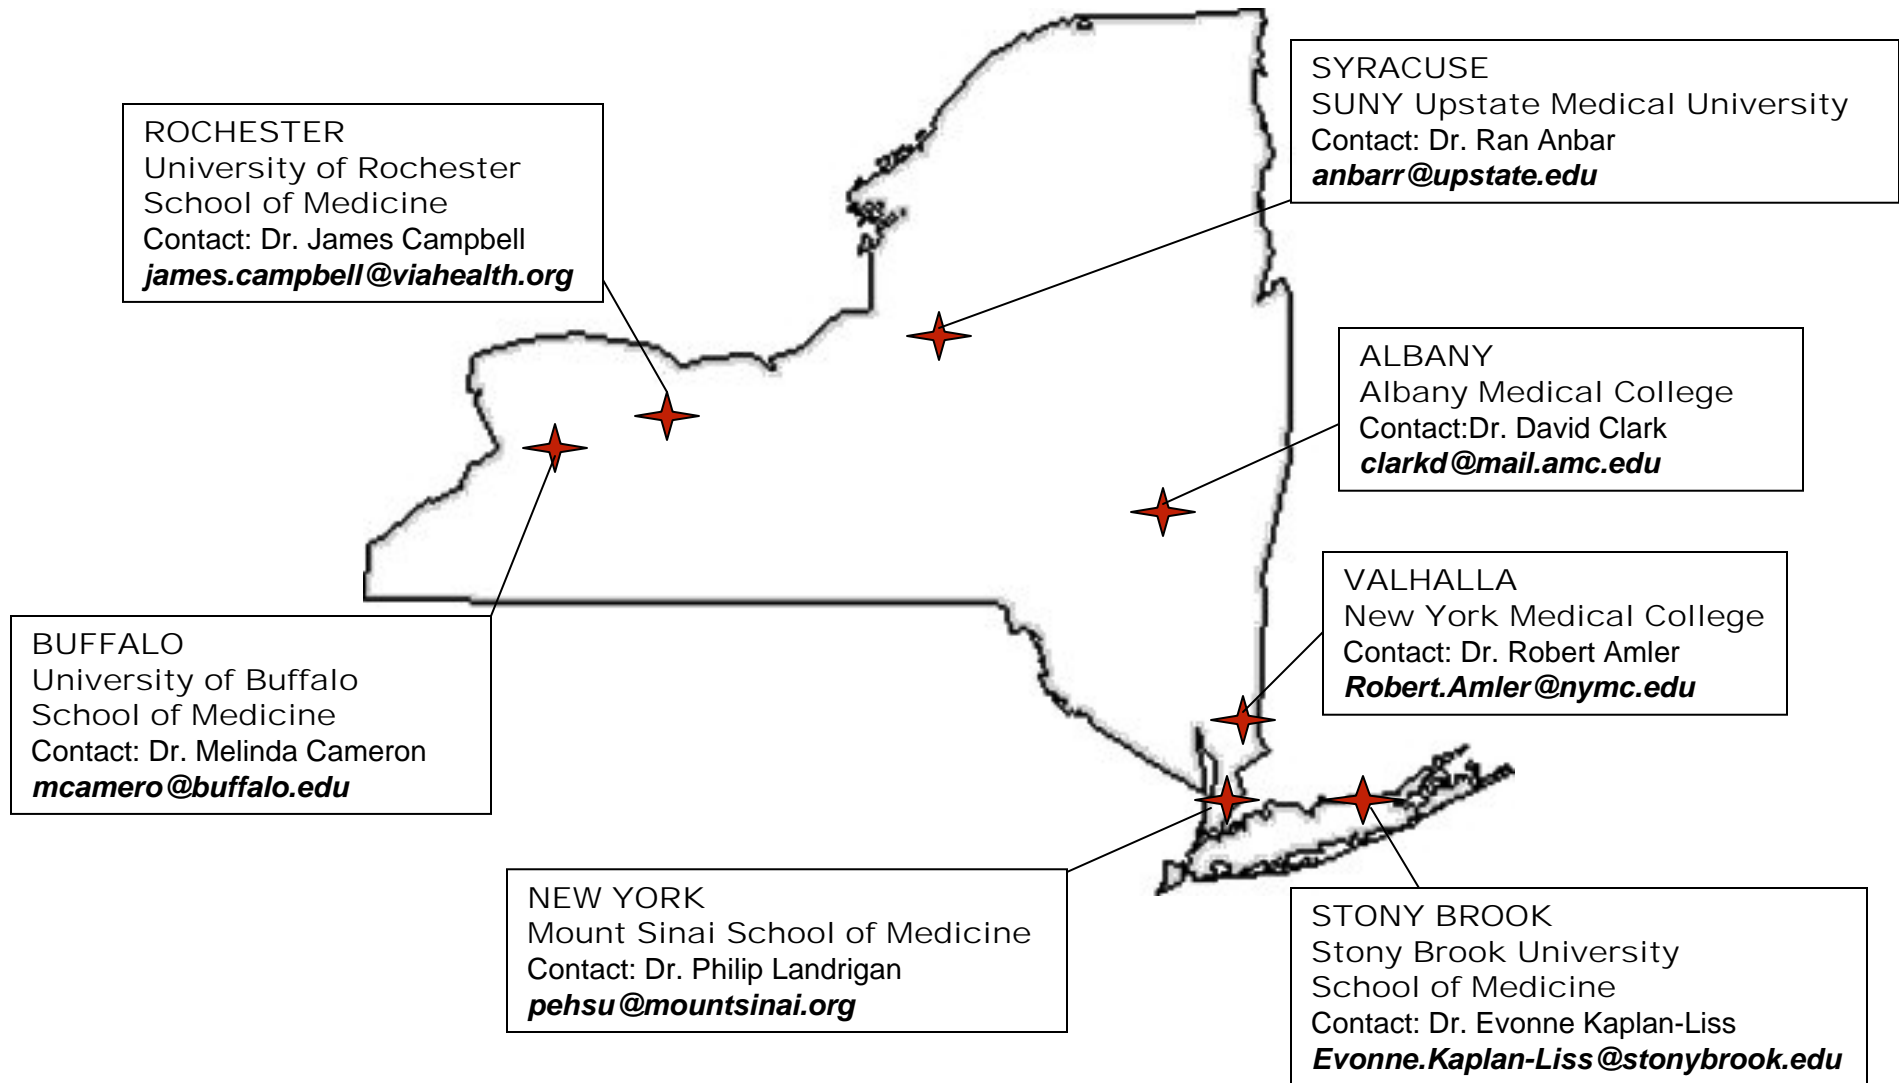 SYRACUSE
SUNY Upstate Medical University
Contact: Dr. Ran Anbar
anbarr@upstate.edu
ROCHESTER
University of Rochester
School of Medicine
Contact: Dr. James Campbell
james.campbell@viahealth.org
ALBANY
Albany Medical College
Contact:Dr. David Clark
clarkd@mail.amc.edu
VALHALLA
New York Medical College
Contact: Dr. Robert Amler
Robert.Amler@nymc.edu
BUFFALO
University of Buffalo
School of Medicine
Contact: Dr. Melinda Cameron
mcamero@buffalo.edu
NEW YORK
Mount Sinai School of Medicine
Contact: Dr. Philip Landrigan
pehsu@mountsinai.org
STONY BROOK
Stony Brook University
School of Medicine
Contact: Dr. Evonne Kaplan-Liss
Evonne.Kaplan-Liss@stonybrook.edu